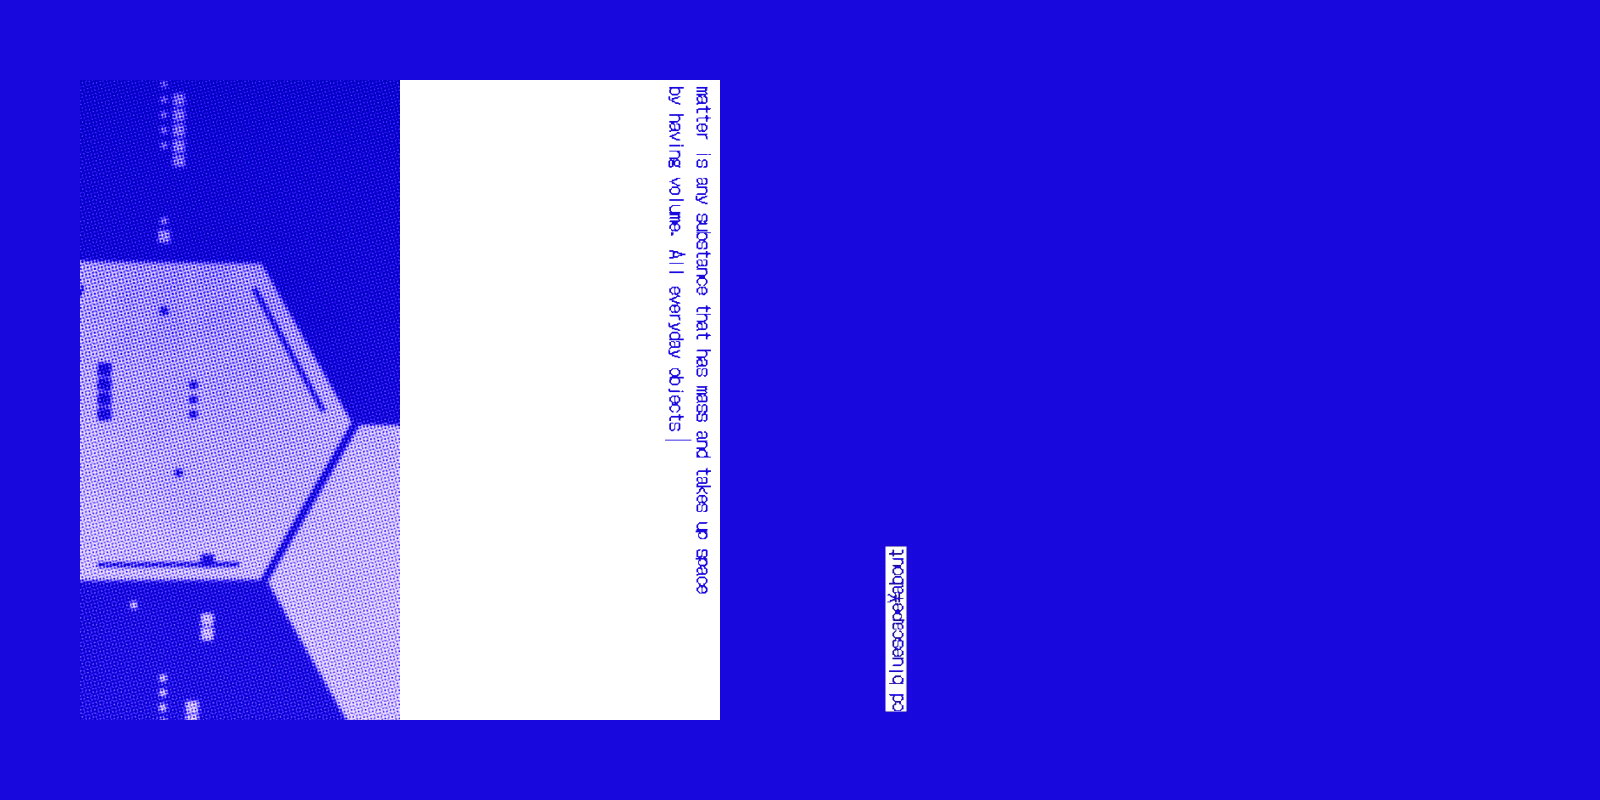 matter is any substance that has mass and takes up space
by having volume. All everyday objects
cd bluescape/about